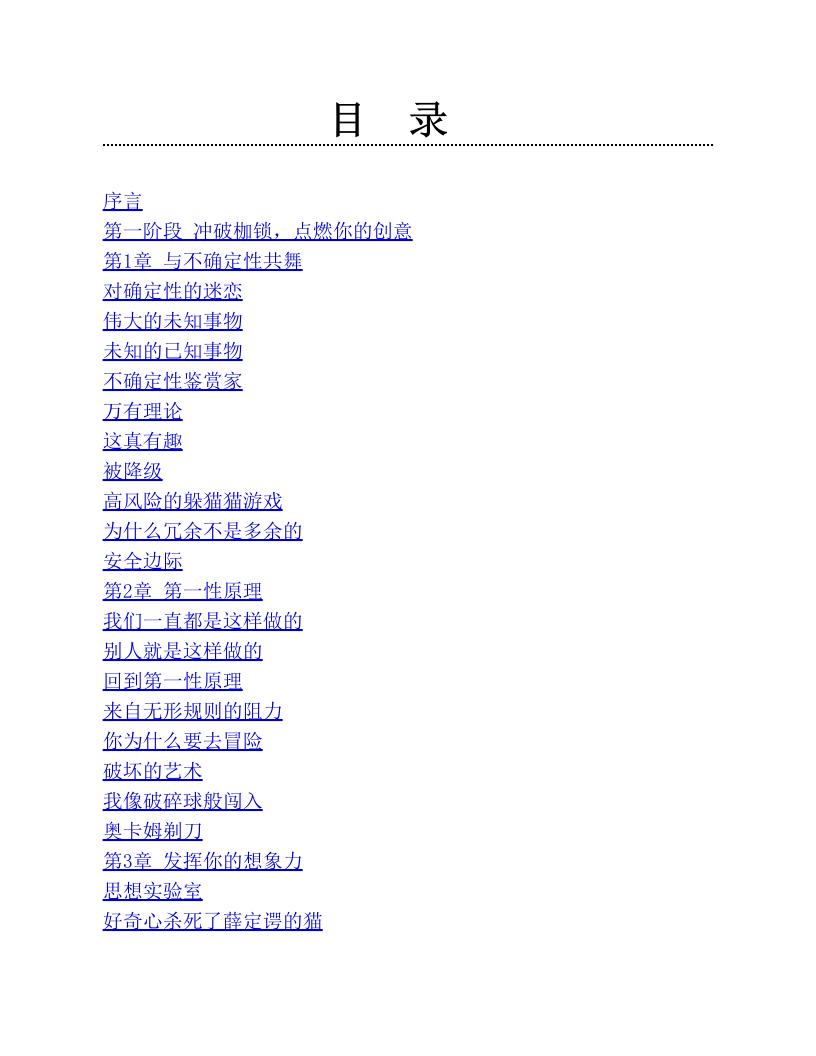 目 录
序言
第一阶段 冲破枷锁，点燃你的创意
第1章 与不确定性共舞
对确定性的迷恋
伟大的未知事物
未知的已知事物
不确定性鉴赏家
万有理论
这真有趣
被降级
高风险的躲猫猫游戏
为什么冗余不是多余的
安全边际
第2章 第一性原理
我们一直都是这样做的
别人就是这样做的
回到第一性原理
来自无形规则的阻力
你为什么要去冒险
破坏的艺术
我像破碎球般闯入
奥卡姆剃刀
第3章 发挥你的想象力
思想实验室
好奇心杀死了薛定谔的猫